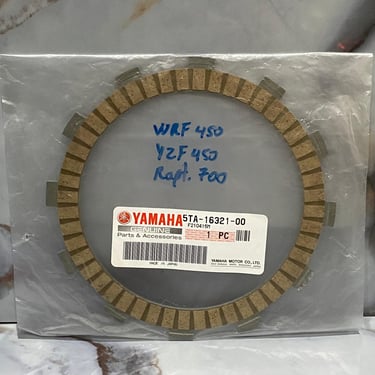 WRF 450
YZF 450
Rapt. 700
YAMAHA 5TA-16321-00
GENUINE
Parts & Accessories
1 PC
MADE IN JAPAN
YAMAHA MOTOR CO., LTD.